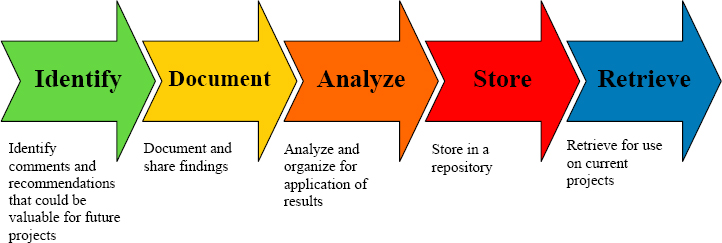 Identify
Document
Analyze
Store
Retrieve
Identify
comments and
recommendations
that could be
valuable for future
projects
Document and
share findings
Analyze and
organize for
application of
results
Store in a
repository
Retrieve for use
on current
projects